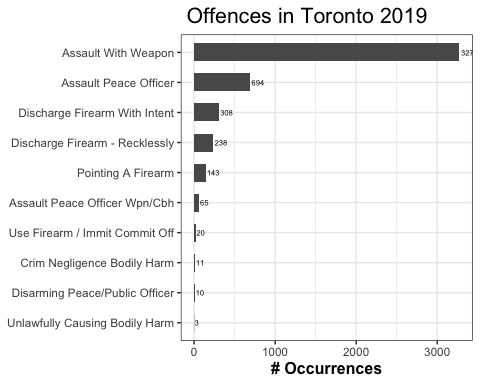 Offences in Toronto 2019
Assault With Weapon 327
Assault Peace Officer 694
Discharge Firearm With Intent 308
Discharge Firearm - Recklessly 238
Pointing A Firearm 143
Assault Peace Officer Wpn/Cbh 65
Use Firearm / Immit Commit Off 20
Crim Negligence Bodily Harm 11
Disarming Peace/Public Officer 10
Unlawfully Causing Bodily Harm 3
0 1000 2000 3000
# Occurrences